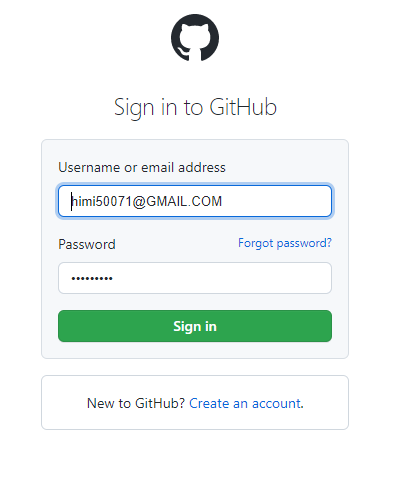 Sign in to GitHub
Username or email address
himi50071@GMAIL.COM
Password
Forgot password?
•••••••••
Sign in
New to GitHub? Create an account.